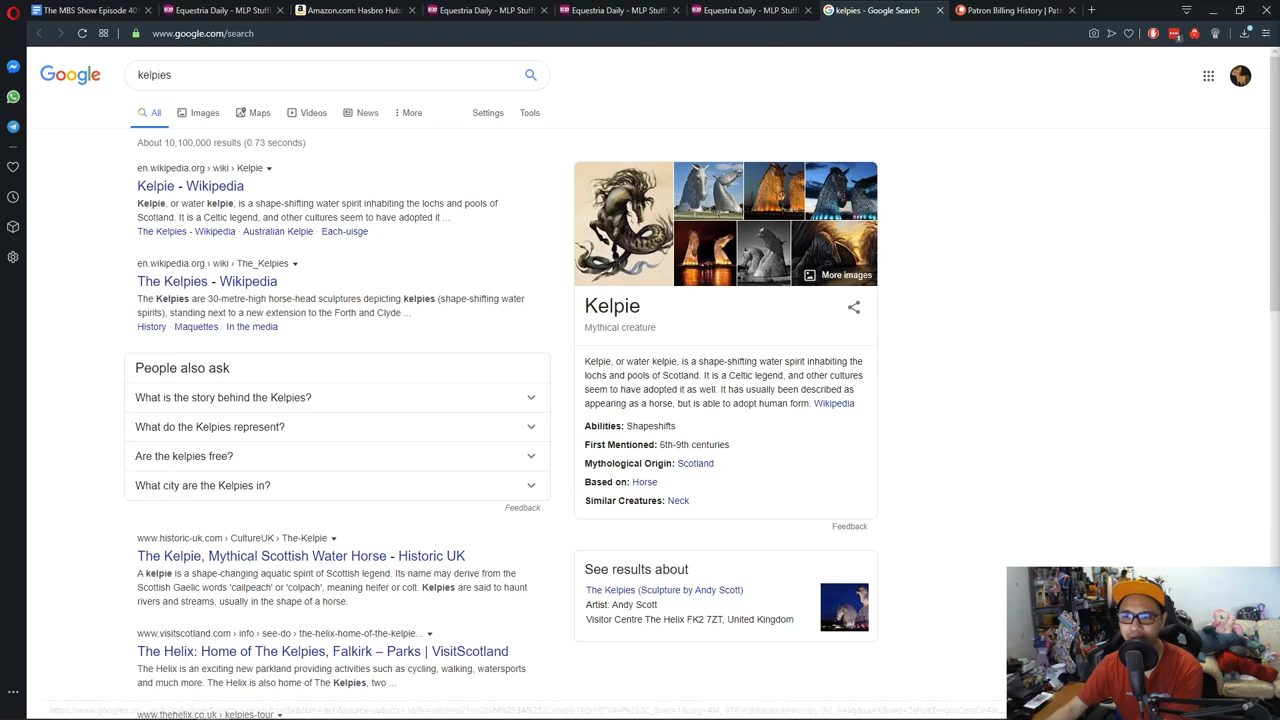 The MBS Show Episode 40
Equestria Daily - MLP Stuff
Amazon.com: Hasbro Hub
Equestria Daily - MLP Stuff
Equestria Daily - MLP Stuff
Equestria Daily - MLP Stuff
kelpies - Google Search
Patron Billing History | Patr
www.google.com/search
1
Google
kelpies
All
Images
Maps
Videos
News
More
Settings
Tools
About 10,100,000 results (0.73 seconds)
en.wikipedia.org › wiki › Kelpie
Kelpie - Wikipedia
Kelpie, or water kelpie, is a shape-shifting water spirit inhabiting the lochs and pools of
Scotland. It is a Celtic legend, and other cultures seem to have adopted it ...
The Kelpies - Wikipedia · Australian Kelpie · Each-uisge
en.wikipedia.org › wiki › The_Kelpies
The Kelpies - Wikipedia
The Kelpies are 30-metre-high horse-head sculptures depicting kelpies (shape-shifting water
spirits), standing next to a new extension to the Forth and Clyde ...
History · Maquettes · In the media
People also ask
What is the story behind the Kelpies?
What do the Kelpies represent?
Are the kelpies free?
What city are the Kelpies in?
Feedback
www.historic-uk.com › CultureUK › The-Kelpie
The Kelpie, Mythical Scottish Water Horse - Historic UK
A kelpie is a shape-changing aquatic spirit of Scottish legend. Its name may derive from the
Scottish Gaelic words 'cailpeach' or 'colpach', meaning heifer or colt. Kelpies are said to haunt
rivers and streams, usually in the shape of a horse.
www.visitscotland.com › info › see-do › the-helix-home-of-the-kelpie...
The Helix: Home of The Kelpies, Falkirk – Parks | VisitScotland
The Helix is an exciting new parkland providing activities such as cycling, walking, watersports
and much more. The Helix is also home of The Kelpies, two ...
www.thehelix.co.uk › kelpies-tour
More images
Kelpie
Mythical creature
Kelpie, or water kelpie, is a shape-shifting water spirit inhabiting the
lochs and pools of Scotland. It is a Celtic legend, and other cultures
seem to have adopted it as well. It has usually been described as
appearing as a horse, but is able to adopt human form. Wikipedia
Abilities: Shapeshifts
First Mentioned: 6th-9th centuries
Mythological Origin: Scotland
Based on: Horse
Similar Creatures: Neck
Feedback
See results about
The Kelpies (Sculpture by Andy Scott)
Artist: Andy Scott
Visitor Centre The Helix FK2 7ZT, United Kingdom